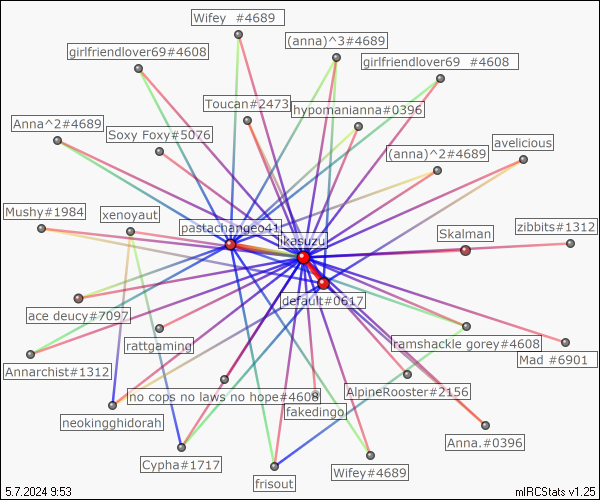 Wifey  #4689
(anna)^3#4689
girlfriendlover69#4608
girlfriendlover69  #4608
Toucan#2473
hypomanianna#0396
Anna^2#4689
Soxy Foxy#5076
avelicious
(anna)^2#4689
Mushy#1984
xenoyaut
pastachangeo41
ikasuzu
Skalman
zibbits#1312
default#0617
ace deucy#7097
rattgaming
ramshackle gorey#4608
Mad #6901
Annarchist#1312
no cops no laws no hope#4608
AlpineRooster#2156
fakedingo
neokingghidorah
Anna.#0396
Cypha#1717
Wifey#4689
frisout
5.7.2024 9:53
mIRCStats v1.25